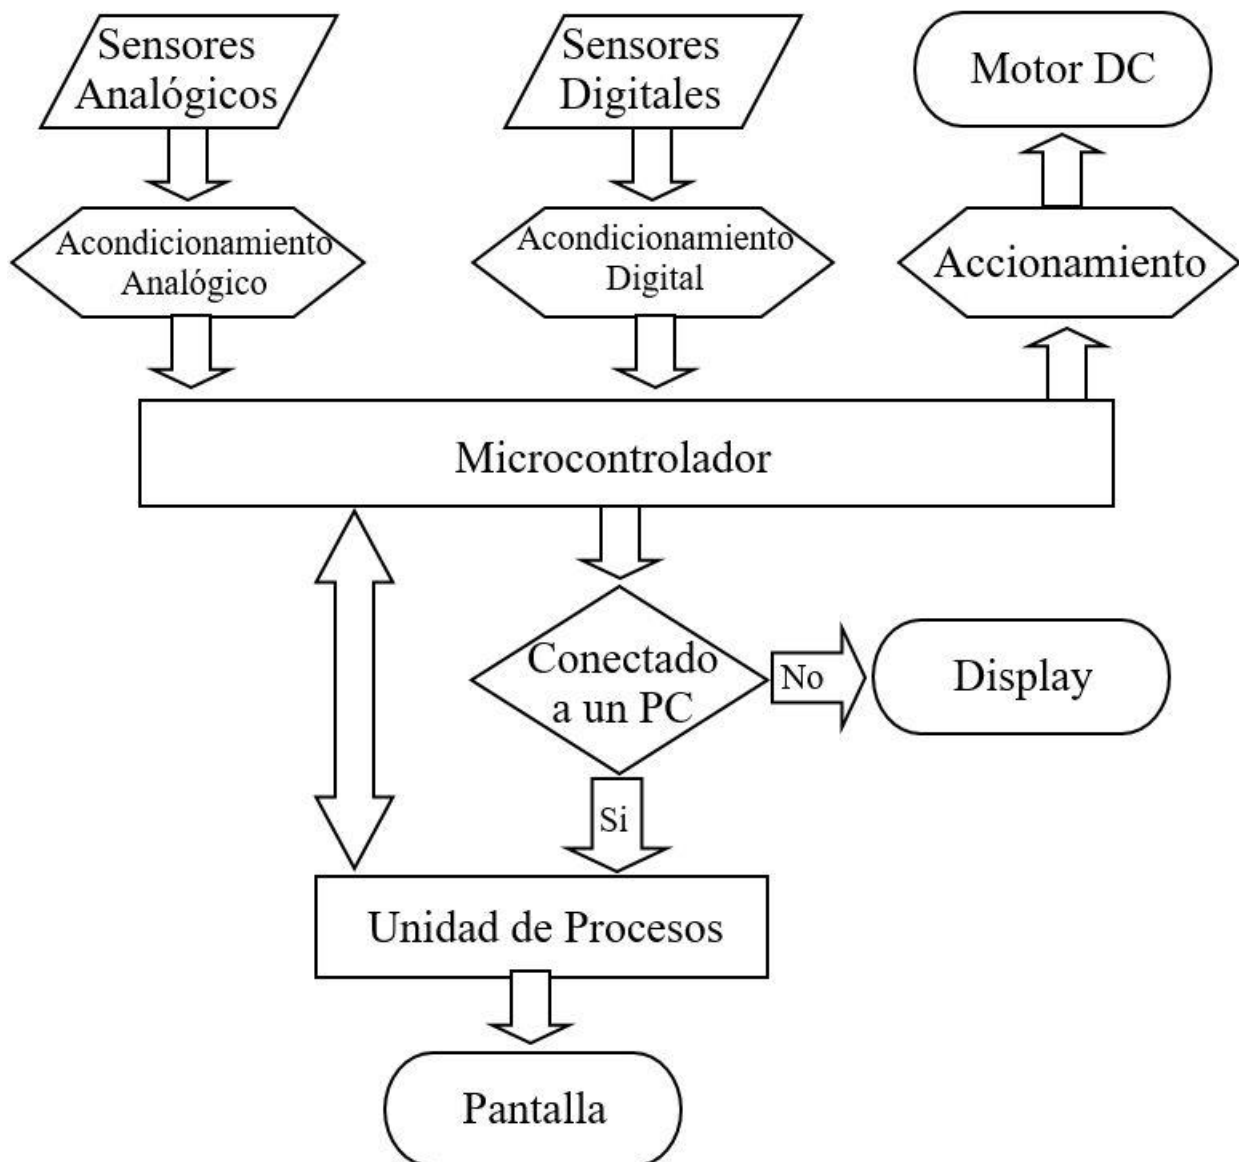 Sensores
Analógicos
Sensores
Digitales
Motor DC
Acondicionamiento
Analógico
Acondicionamiento
Digital
Accionamiento
Microcontrolador
Conectado
a un PC
No
Display
Si
Unidad de Procesos
Pantalla